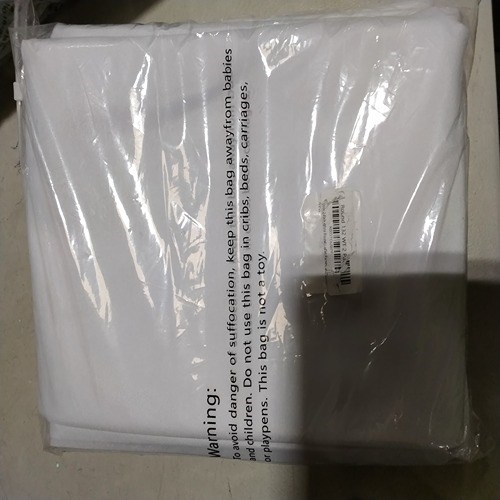 Warning:
To avoid danger of suffocation, keep this bag awayfrom babies
and children. Do not use this bag in cribs, beds, carriages,
or playpens. This bag is not a toy.